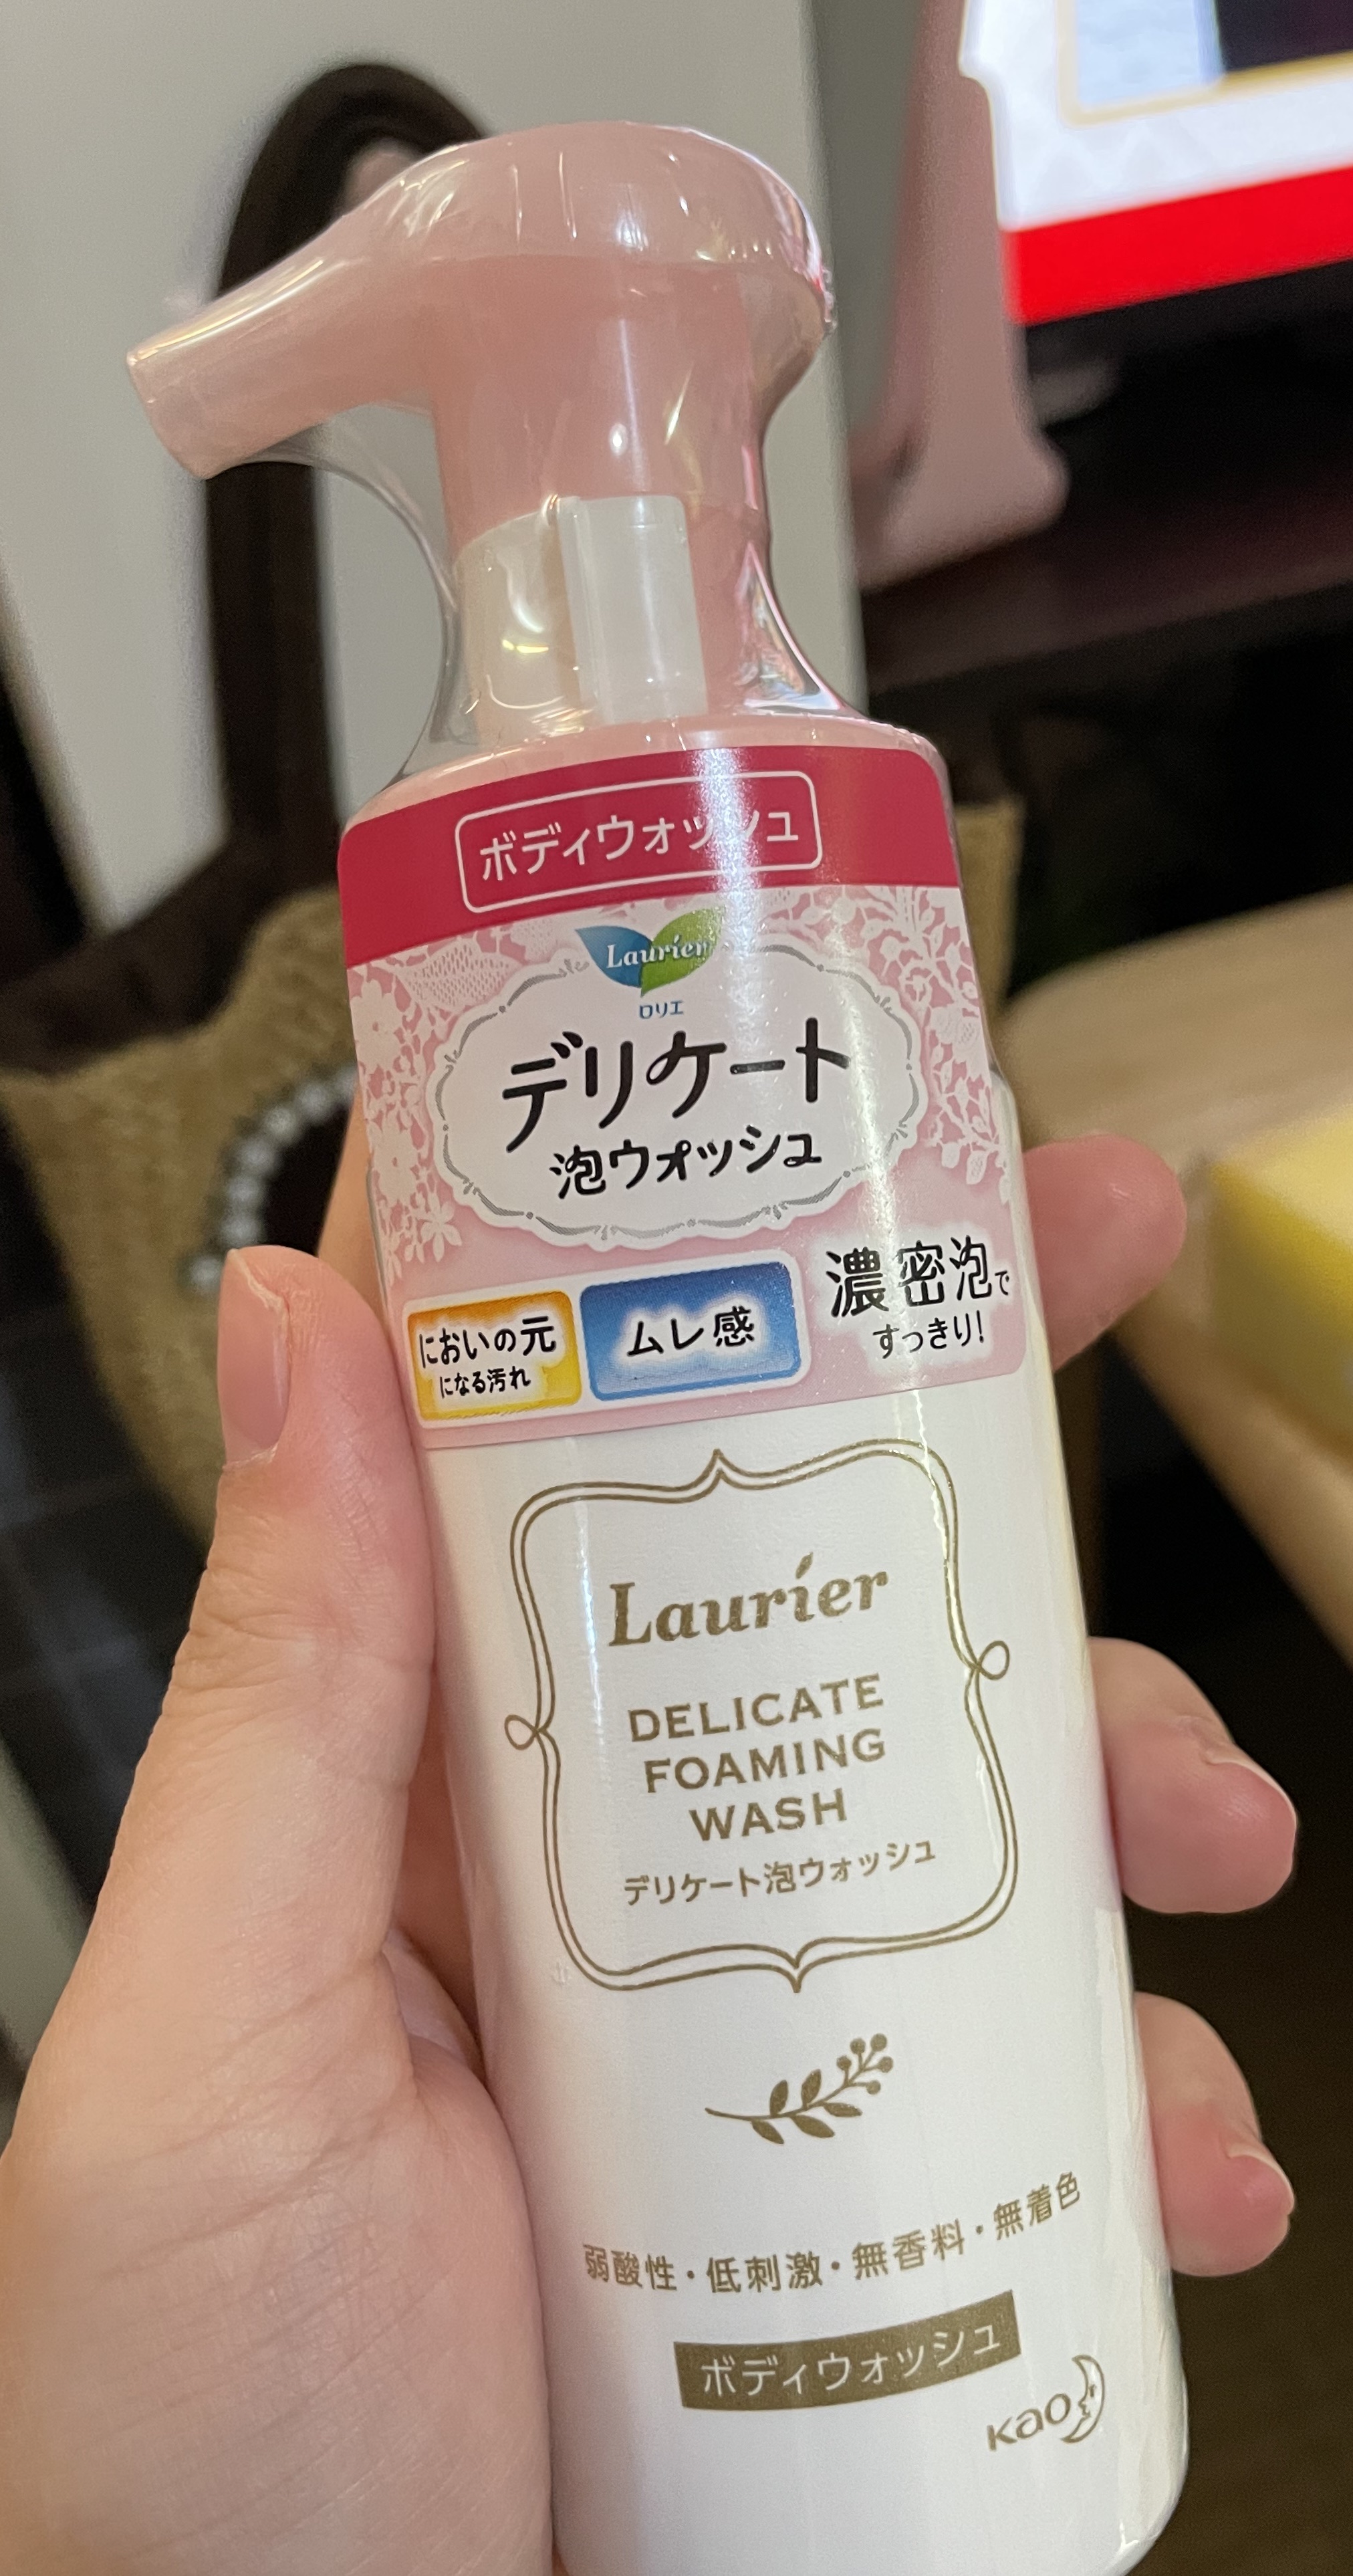 ボディウォッシュ
Laurier
ロリエ
デリケート
泡ウォッシュ
においの元
になる汚れ
ムレ感
濃密泡で
すっきり!
Laurier
DELICATE
FOAMING
WASH
デリケート泡ウォッシュ
弱酸性・低刺激・無香料・無着色
ボディウォッシュ
kao